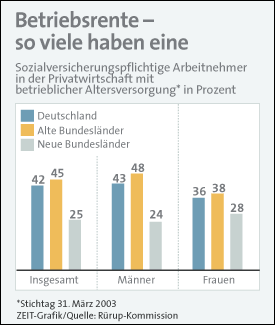 Betriebsrente –
so viele haben eine
Sozialversicherungspflichtige Arbeitnehmer
in der Privatwirtschaft mit
betrieblicher Altersversorgung* in Prozent
Deutschland
Alte Bundesländer
Neue Bundesländer
42 45 25
43 48 24
36 38 28
Insgesamt Männer Frauen
*Stichtag 31. März 2003
ZEIT-Grafik/Quelle: Rürup-Kommission